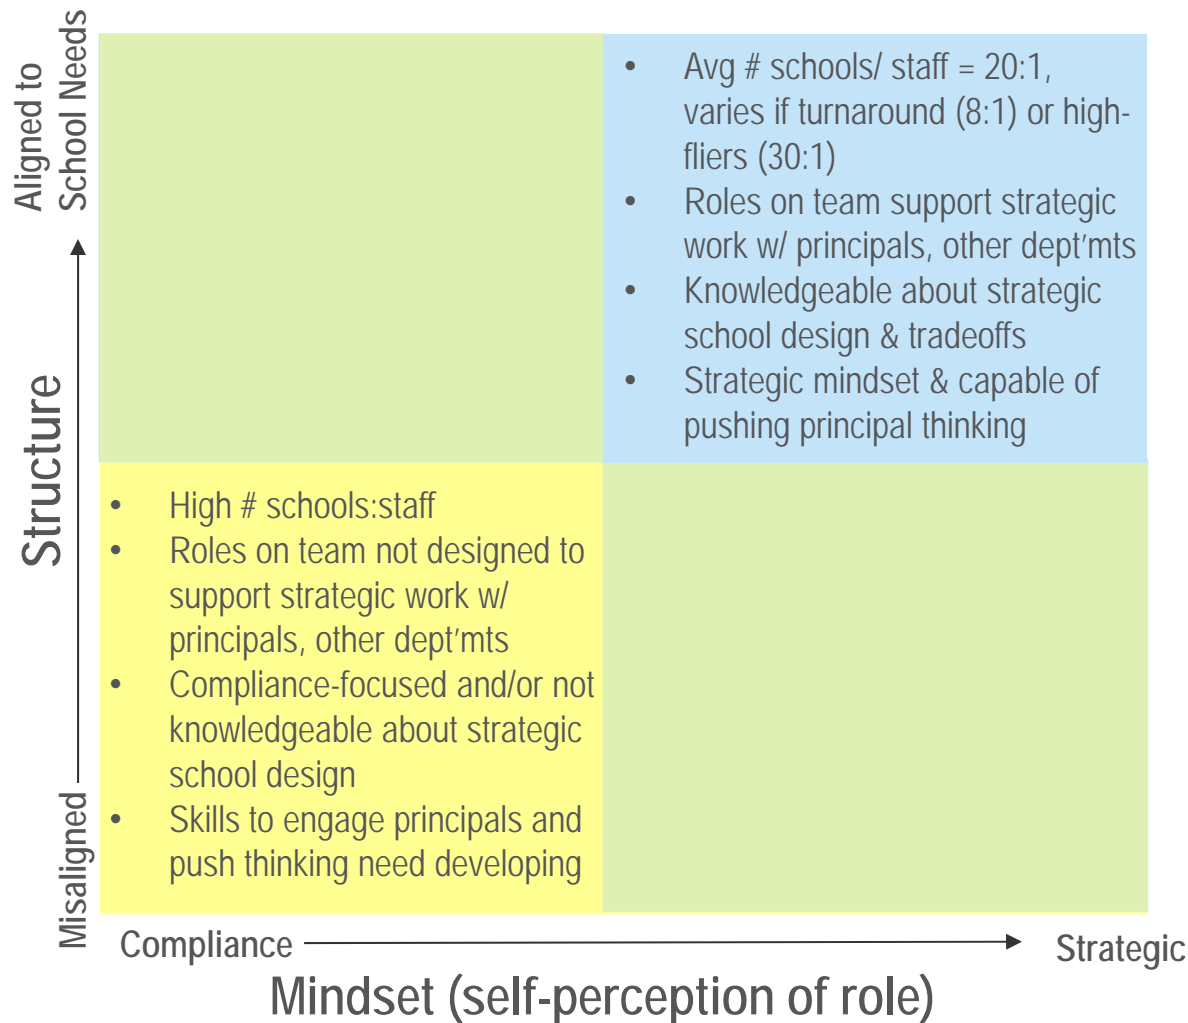 Aligned to
School Needs
Structure
Misaligned
• Avg # schools/ staff = 20:1,
varies if turnaround (8:1) or high-
fliers (30:1)
• Roles on team support strategic
work w/ principals, other dept'mts
• Knowledgeable about strategic
school design & tradeoffs
• Strategic mindset & capable of
pushing principal thinking
• High # schools:staff
• Roles on team not designed to
support strategic work w/
principals, other dept'mts
• Compliance-focused and/or not
knowledgeable about strategic
school design
• Skills to engage principals and
push thinking need developing
Compliance
Strategic
Mindset (self-perception of role)